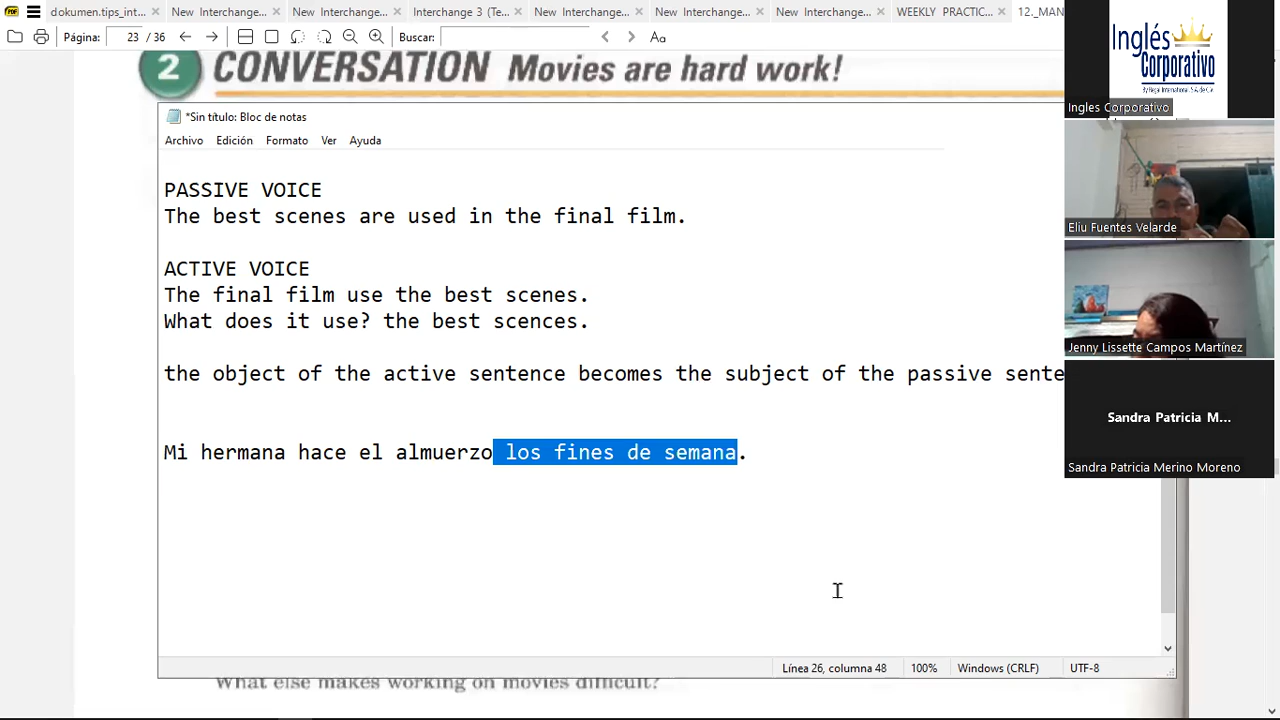 dokumen.tips_int...
New Interchange...
New Interchange...
Interchange 3 (Te...
New Interchange...
New Interchange...
New Interchange...
WEEKLY PRACTIC...
12._MAN
Página: 23 / 36
Buscar:
Aa
2 CONVERSATION Movies are hard work!
*Sin título: Bloc de notas
Archivo Edición Formato Ver Ayuda
PASSIVE VOICE
The best scenes are used in the final film.
ACTIVE VOICE
The final film use the best scenes.
What does it use? the best scences.
the object of the active sentence becomes the subject of the passive sente
Mi hermana hace el almuerzo los fines de semana.
Línea 26, columna 48 100% Windows (CRLF) UTF-8
What else makes working on movies difficult?
Inglés
Corporativo
By Regal International, S.A. de C.V.
Ingles Corporativo
Eliu Fuentes Velarde
Jenny Lissette Campos Martínez
Sandra Patricia M...
Sandra Patricia Merino Moreno